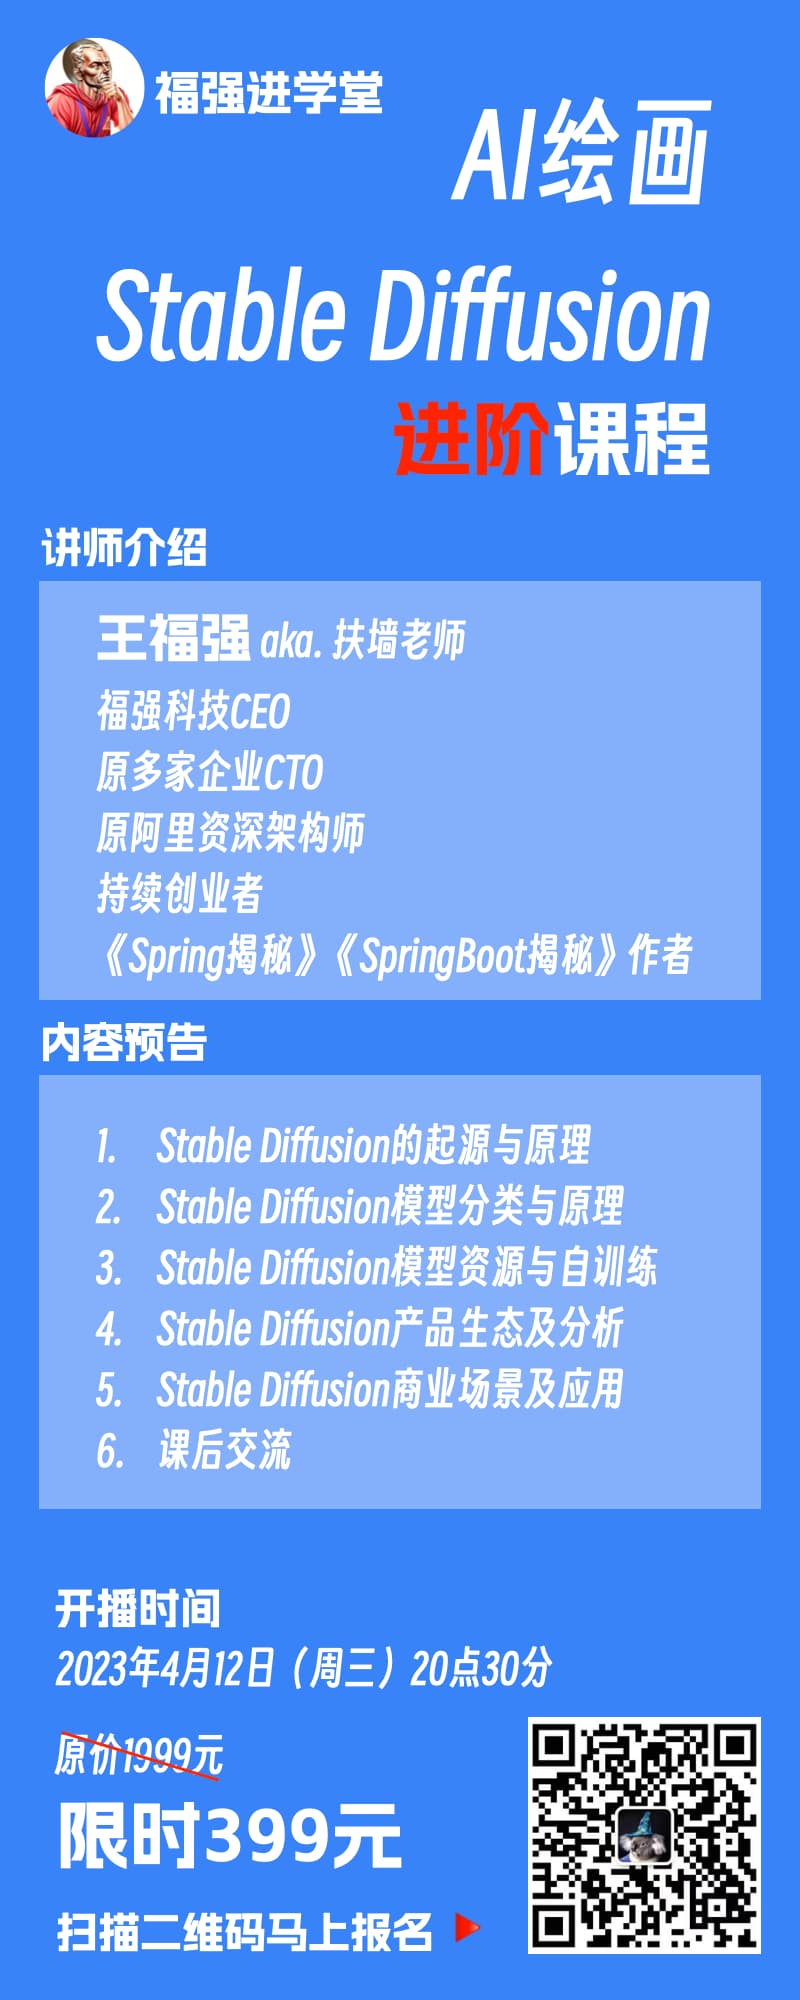 福强进学堂
AI绘画
Stable Diffusion
进阶课程
讲师介绍
王福强 aka. 扶墙老师
福强科技CEO
原多家企业CTO
原阿里资深架构师
持续创业者
《Spring揭秘》《SpringBoot揭秘》作者
内容预告
1. Stable Diffusion的起源与原理
2. Stable Diffusion模型分类与原理
3. Stable Diffusion模型资源与自训练
4. Stable Diffusion产品生态及分析
5. Stable Diffusion商业场景及应用
6. 课后交流
开播时间
2023年4月12日（周三）20点30分
原价1999元
限时399元
扫描二维码马上报名